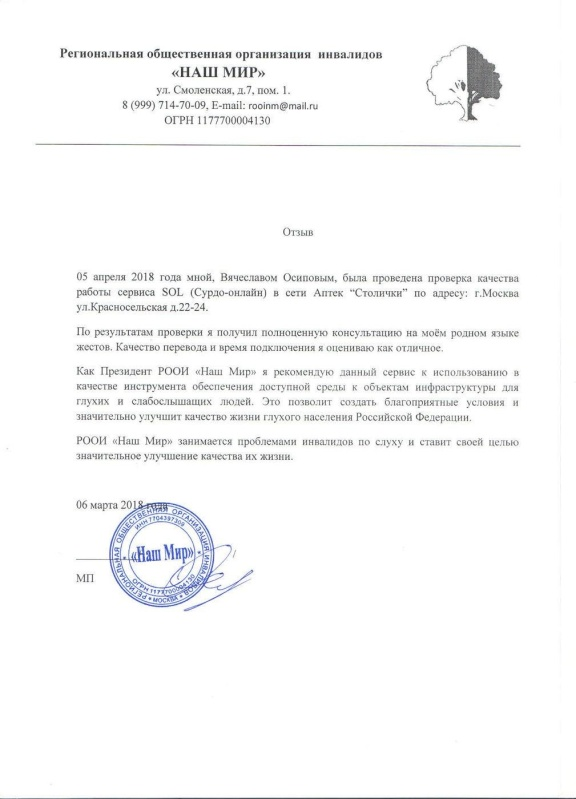 Региональная общественная организация инвалидов
«НАШ МИР»
ул. Смоленская, д.7, пом. 1.
8 (999) 714-70-09, E-mail: rooinm@mail.ru
ОГРН 1177700004130
Отзыв
05 апреля 2018 года мной, Вячеславом Осиповым, была проведена проверка качества
работы сервиса SOL (Сурдо-онлайн) в сети Аптек “Столички” по адресу: г.Москва
ул.Красносельская д.22-24.
По результатам проверки я получил полноценную консультацию на моём родном языке
жестов. Качество перевода и время подключения я оцениваю как отличное.
Как Президент РООИ «Наш Мир» я рекомендую данный сервис к использованию в
качестве инструмента обеспечения доступной среды к объектам инфраструктуры для
глухих и слабослышащих людей. Это позволит создать благоприятные условия и
значительно улучшит качество жизни глухого населения Российской Федерации.
РООИ «Наш Мир» занимается проблемами инвалидов по слуху и ставит своей целью
значительное улучшение качества их жизни.
06 марта 2018 года
РЕГИОНАЛЬНАЯ ОБЩЕСТВЕННАЯ ОРГАНИЗАЦИЯ ИНВАЛИДОВ
ИНН 7704397309
«Наш Мир»
ОГРН 1177700004130
МОСКВА
МП